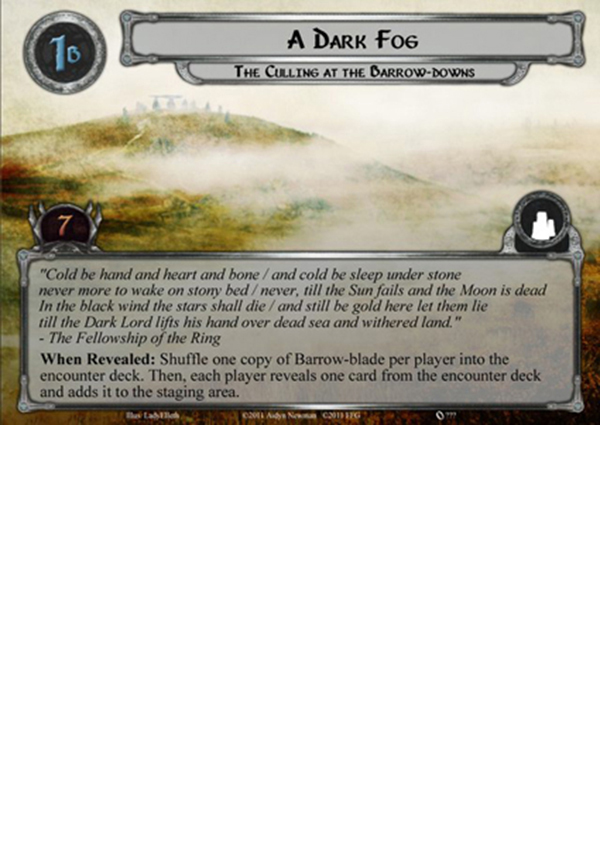 1B
A Dark Fog
The Culling at the Barrow-downs
7
"Cold be hand and heart and bone / and cold be sleep under stone
never more to wake on stony bed / never, till the Sun fails and the Moon is dead
In the black wind the stars shall die / and still be gold here let them lie
till the Dark Lord lifts his hand over dead sea and withered land."
- The Fellowship of the Ring
When Revealed: Shuffle one copy of Barrow-blade per player into the
encounter deck. Then, each player reveals one card from the encounter deck
and adds it to the staging area.
Illus. ©2011 Newman ©2011 FFG ???